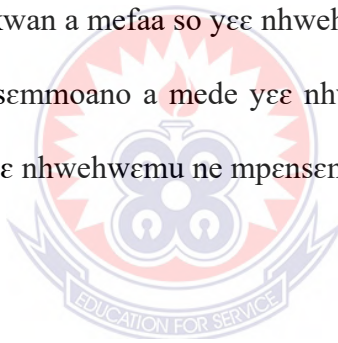 kwan a mefaa so yɛɛ nhweh
sɛmmoano a mede yɛɛ nhw
ɛ nhwehwɛmu ne mpɛnsɛn
EDUCATION FOR SERVICE